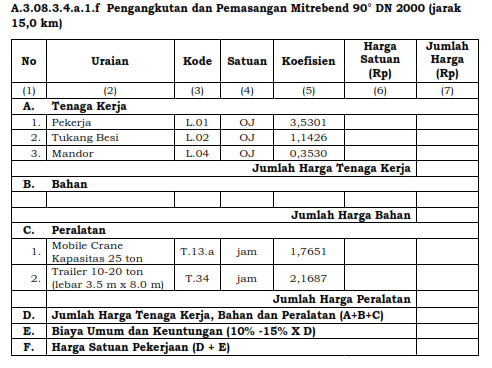 A.3.08.3.4.a.1.f Pengangkutan dan Pemasangan Mitrebend 90° DN 2000 (jarak
15,0 km)
No Uraian Kode Satuan Koefisien Harga Satuan (Rp) Jumlah Harga (Rp)
(1) (2) (3) (4) (5) (6) (7)
A. Tenaga Kerja
1. Pekerja L.01 OJ 3,5301
2. Tukang Besi L.02 OJ 1,1426
3. Mandor L.04 OJ 0,3530
Jumlah Harga Tenaga Kerja
B. Bahan
Jumlah Harga Bahan
C. Peralatan
1. Mobile Crane Kapasitas 25 ton T.13.a jam 1,7651
2. Trailer 10-20 ton (lebar 3.5 m x 8.0 m) T.34 jam 2,1687
Jumlah Harga Peralatan
D. Jumlah Harga Tenaga Kerja, Bahan dan Peralatan (A+B+C)
E. Biaya Umum dan Keuntungan (10% -15% X D)
F. Harga Satuan Pekerjaan (D + E)